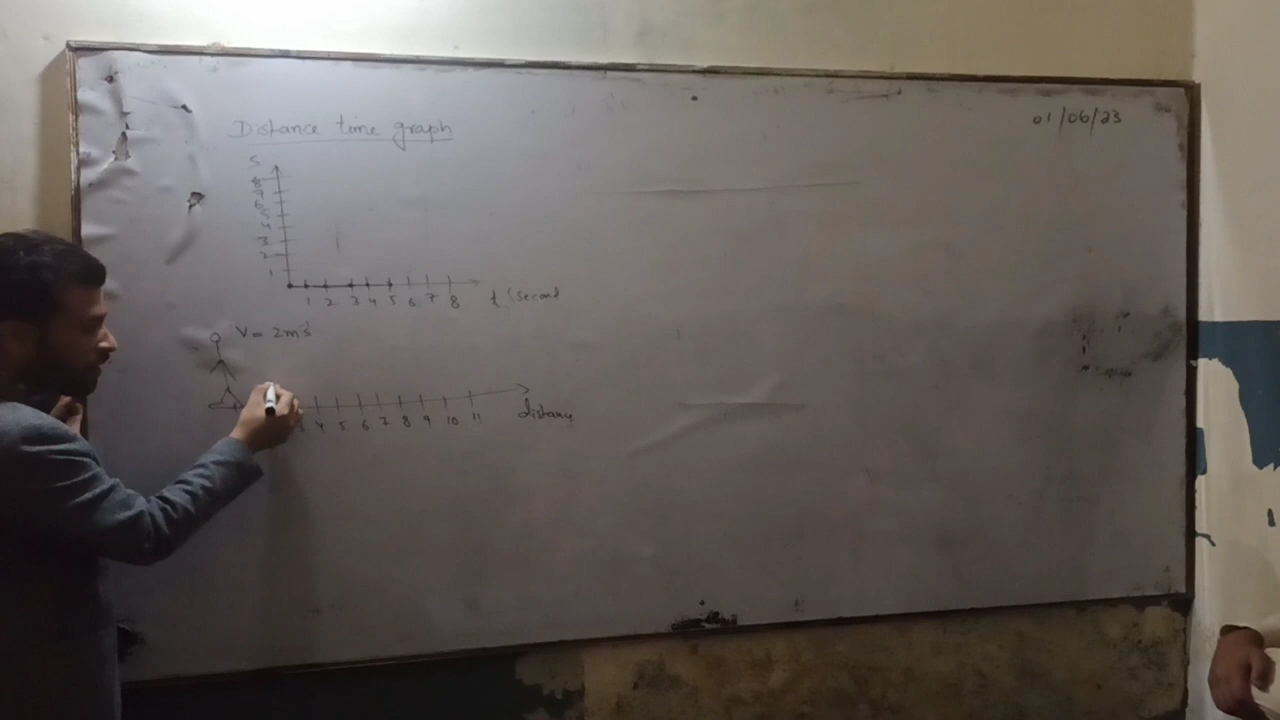 Distance time graph
01/06/23
S
8
7
6
5
4
3
2
1
1 2 3 4 5 6 7 8 t (second
V = 2ms⁻¹
4 5 6 7 8 9 10 11 distance